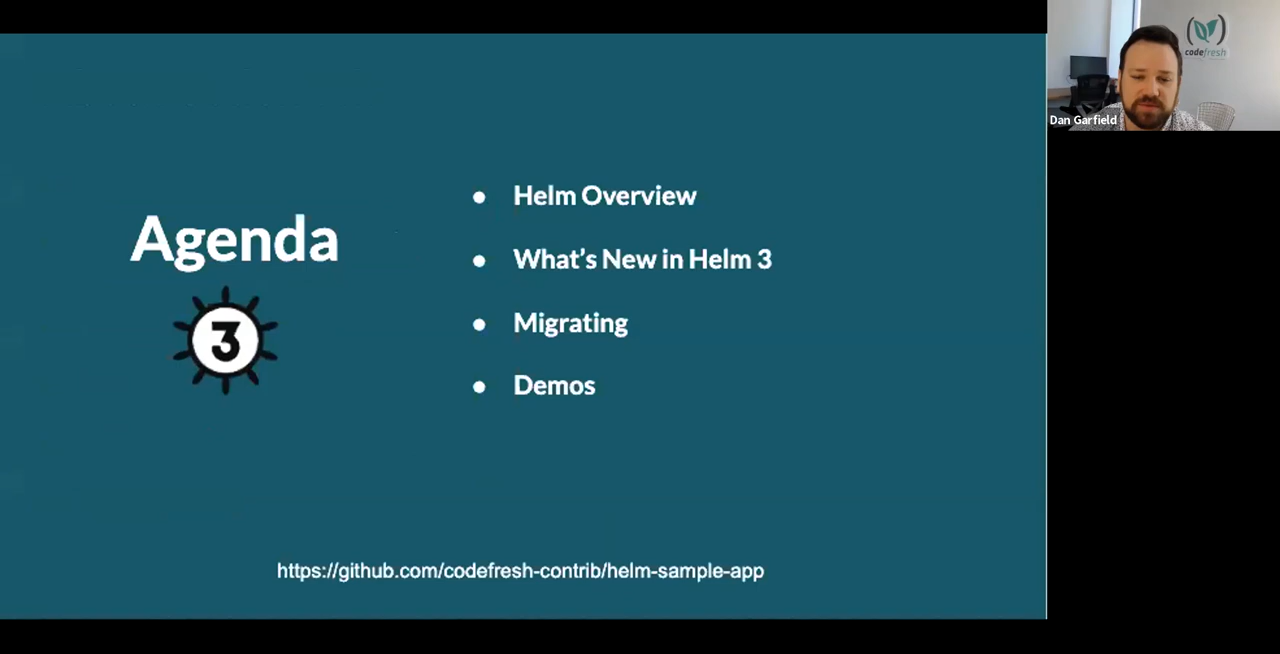 Agenda
3
Helm Overview
What's New in Helm 3
Migrating
Demos
https://github.com/codefresh-contrib/helm-sample-app
(codefresh)
Dan Garfield